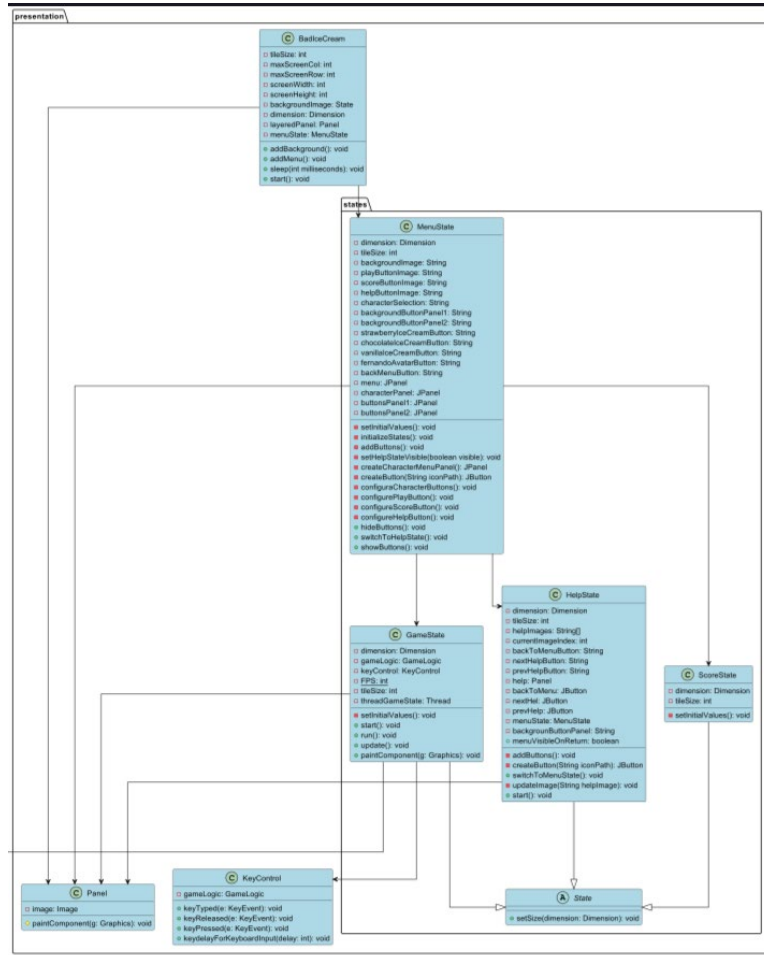 presentation
C BadIceCream
tileSize: int
maxScreenCol: int
maxScreenRow: int
screenWidth: int
screenHeight: int
backgroundImage: State
dimension: Dimension
layeredPanel: Panel
menuState: MenuState
addBackground(): void
addMenu(): void
sleep(int milliseconds): void
start(): void
states
C MenuState
dimension: Dimension
tileSize: int
backgroundImage: String
playButtonImage: String
scoreButtonImage: String
helpButtonImage: String
characterSelection: String
backgroundButtonPanel1: String
backgroundButtonPanel2: String
strawberryIceCreamButton: String
chocolateIceCreamButton: String
vanillaIceCreamButton: String
fernandoAvatarButton: String
backMenuButton: String
menu: JPanel
characterPanel: JPanel
buttonsPanel1: JPanel
buttonsPanel2: JPanel
setInitialValues(): void
initializeStates(): void
addButtons(): void
setHelpStateVisible(boolean visible): void
createCharacterMenuPanel(): JPanel
createButton(String iconPath): JButton
configuraCharacterButtons(): void
configurePlayButton(): void
configureScoreButton(): void
configureHelpButton(): void
hideButtons(): void
switchToHelpState(): void
showButtons(): void
C HelpState
dimension: Dimension
tileSize: int
helpImages: String[]
currentImageIndex: int
backToMenuButton: String
nextHelpButton: String
prevHelpButton: String
help: Panel
backToMenu: JButton
nextHel: JButton
prevHelp: JButton
menuState: MenuState
backgrounButtonPanel: String
menuVisibleOnReturn: boolean
addButtons(): void
createButton(String iconPath): JButton
switchToMenuState(): void
updateImage(String helpImage): void
start(): void
C GameState
dimension: Dimension
gameLogic: GameLogic
keyControl: KeyControl
FPS: int
tileSize: int
threadGameState: Thread
setInitialValues(): void
start(): void
run(): void
update(): void
paintComponent(g: Graphics): void
C ScoreState
dimension: Dimension
tileSize: int
setInitialValues(): void
C Panel
image: Image
paintComponent(g: Graphics): void
C KeyControl
gameLogic: GameLogic
keyTyped(e: KeyEvent): void
keyReleased(e: KeyEvent): void
keyPressed(e: KeyEvent): void
keydelayForKeyboardInput(delay: int): void
A State
setSize(dimension: Dimension): void